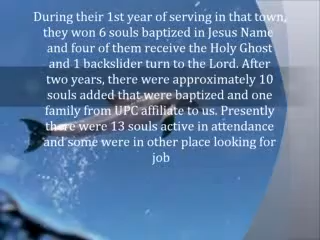 During their 1st year of serving in that town,
they won 6 souls baptized in Jesus Name
and four of them receive the Holy Ghost
and 1 backslider turn to the Lord. After
two years, there were approximately 10
souls added that were baptized and one
family from UPC affiliate to us. Presently
there were 13 souls active in attendance
and some were in other place looking for
job